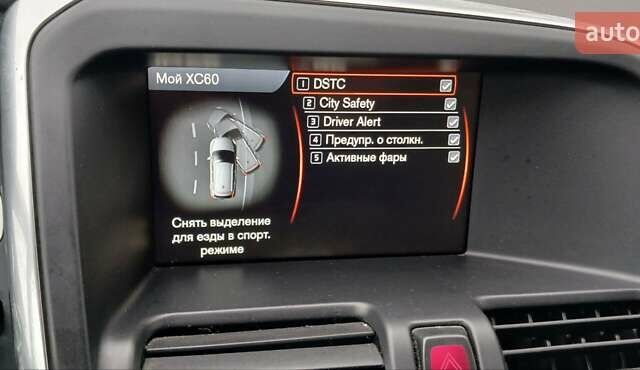 auto
Мой XC60
1 DSTC
2 City Safety
3 Driver Alert
4 Предупр. о столкн.
5 Активные фары
Снять выделение
для езды в спорт.
режиме